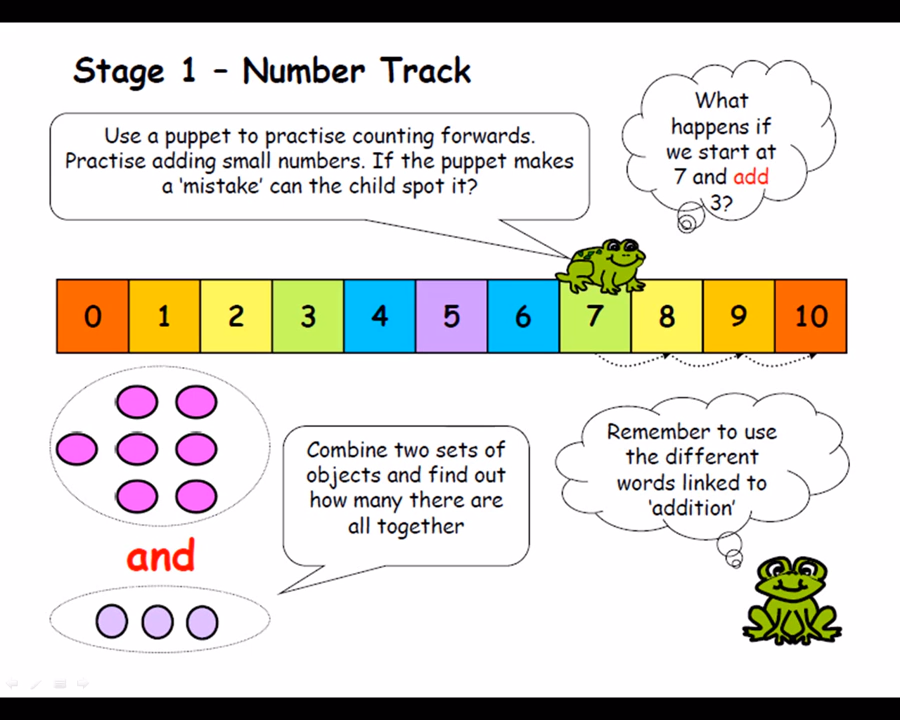 Stage 1 – Number Track
Use a puppet to practise counting forwards.
Practise adding small numbers. If the puppet makes
a ‘mistake’ can the child spot it?
What
happens if
we start at
7 and add
3?
0 1 2 3 4 5 6 7 8 9 10
Combine two sets of
objects and find out
how many there are
all together
Remember to use
the different
words linked to
‘addition’
and